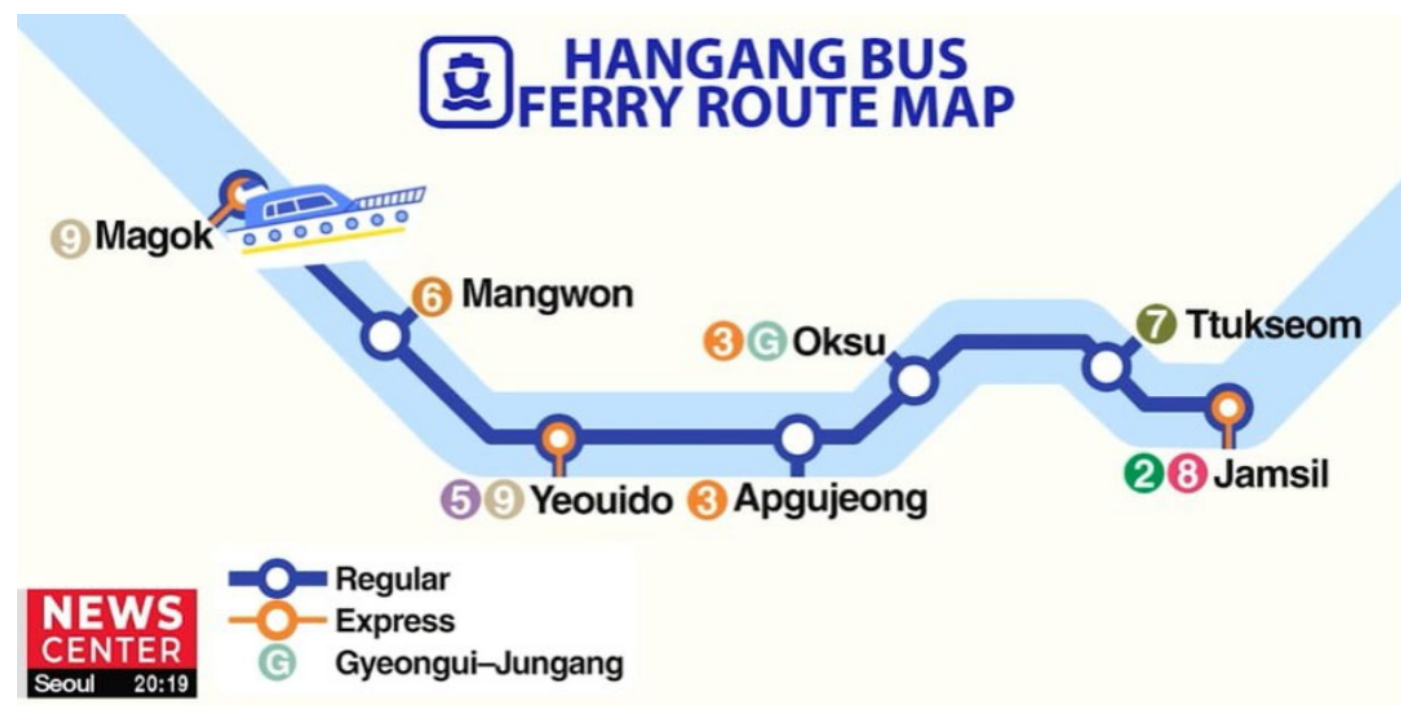 HANGANG BUS
FERRY ROUTE MAP
9 Magok
6 Mangwon
3 G Oksu
7 Ttukseom
5 9 Yeouido
3 Apgujeong
2 8 Jamsil
Regular
Express
G Gyeongui–Jungang
NEWS
CENTER
Seoul 20:19